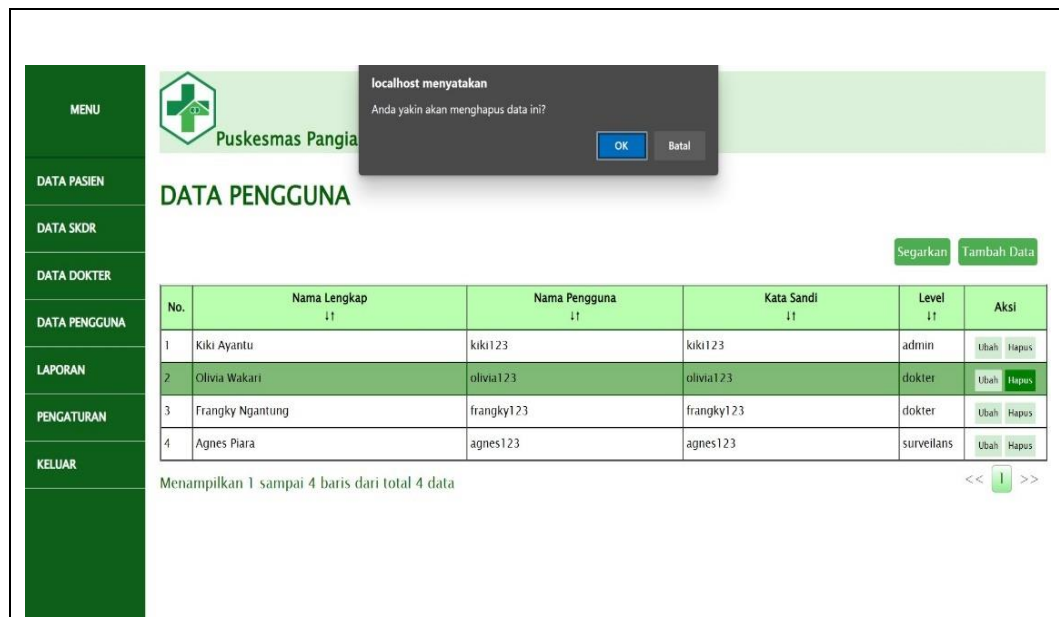 localhost menyatakan
Anda yakin akan menghapus data ini?
OK Batal
MENU
Puskesmas Pangia
DATA PASIEN
DATA SKDR
DATA DOKTER
DATA PENGGUNA
LAPORAN
PENGATURAN
KELUAR
DATA PENGGUNA
Segarkan Tambah Data
No. Nama Lengkap ↓↑ Nama Pengguna ↓↑ Kata Sandi ↓↑ Level ↓↑ Aksi
1 Kiki Ayantu kiki123 kiki123 admin Ubah Hapus
2 Olivia Wakari olivia123 olivia123 dokter Ubah Hapus
3 Frangky Ngantung frangky123 frangky123 dokter Ubah Hapus
4 Agnes Piara agnes123 agnes123 surveilans Ubah Hapus
Menampilkan 1 sampai 4 baris dari total 4 data
<< 1 >>